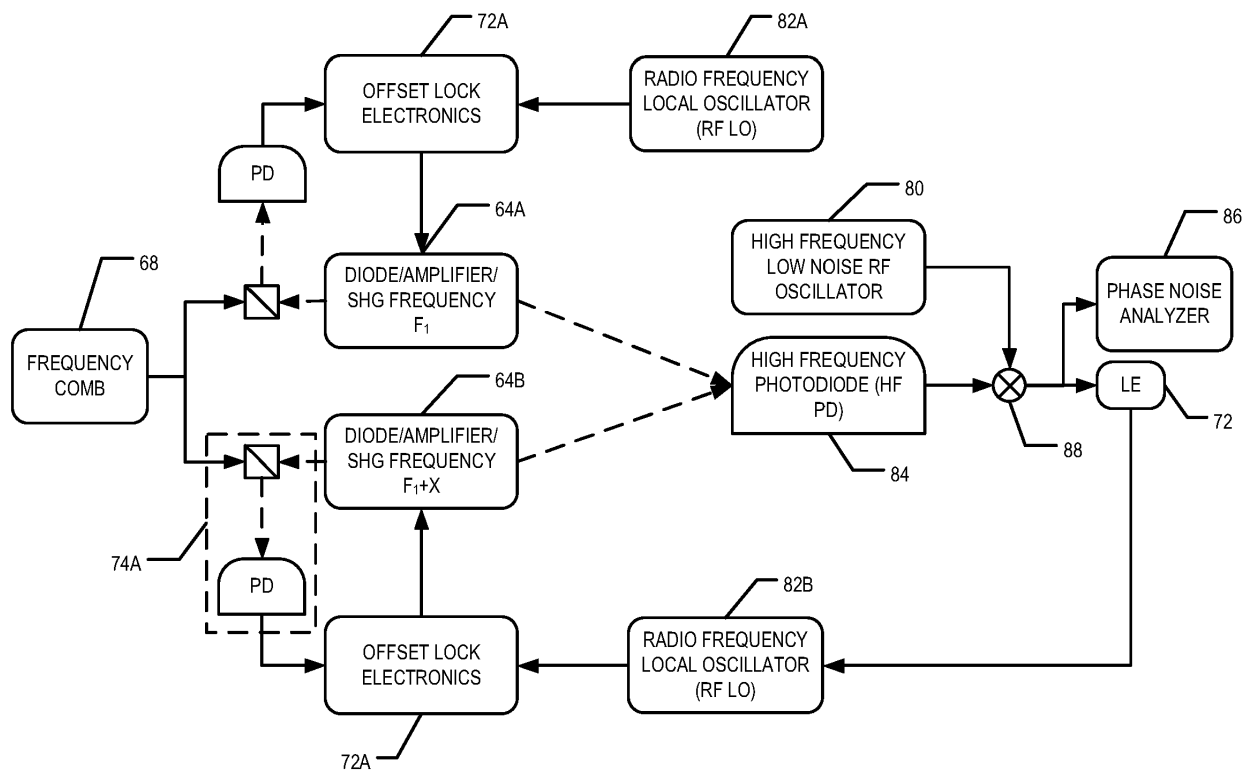 72A
82A
OFFSET LOCK
ELECTRONICS
RADIO FREQUENCY
LOCAL OSCILLATOR
(RF LO)
PD
64A
80
86
68
DIODE/AMPLIFIER/
SHG FREQUENCY
F₁
HIGH FREQUENCY
LOW NOISE RF
OSCILLATOR
PHASE NOISE
ANALYZER
FREQUENCY
COMB
HIGH FREQUENCY
PHOTODIODE (HF
PD)
LE
64B
72
DIODE/AMPLIFIER/
SHG FREQUENCY
F₁+X
88
84
74A
PD
82B
OFFSET LOCK
ELECTRONICS
RADIO FREQUENCY
LOCAL OSCILLATOR
(RF LO)
72A